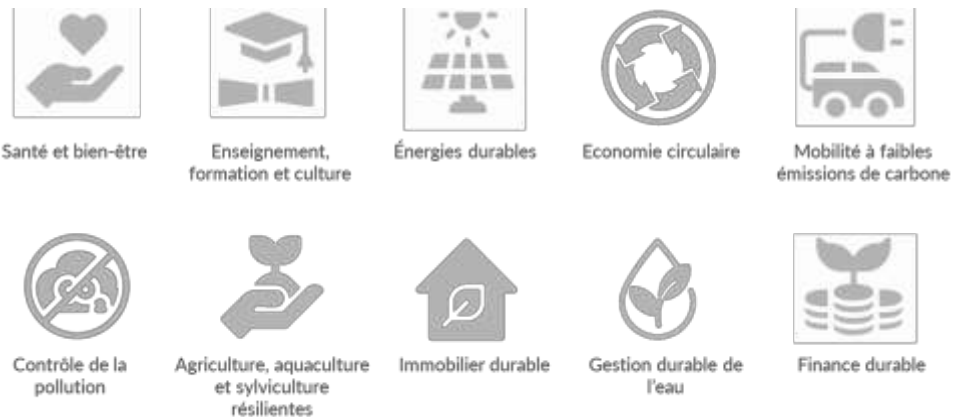 Santé et bien-être
Enseignement,
formation et culture
Énergies durables
Economie circulaire
Mobilité à faibles
émissions de carbone
Contrôle de la
pollution
Agriculture, aquaculture
et sylviculture
résilientes
Immobilier durable
Gestion durable de
l'eau
Finance durable